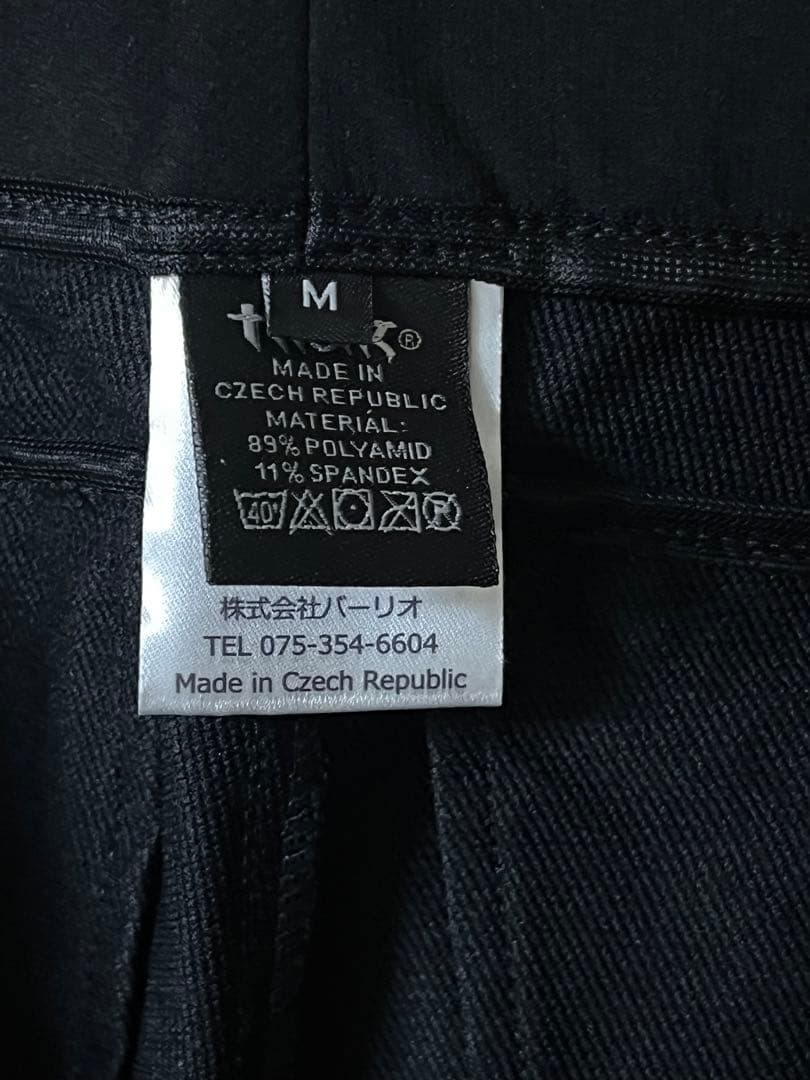 M
MADE IN
CZECH REPUBLIC
MATERIÁL:
89% POLYAMID
11% SPANDEX
40°
P
株式会社バーリオ
TEL 075-354-6604
Made in Czech Republic